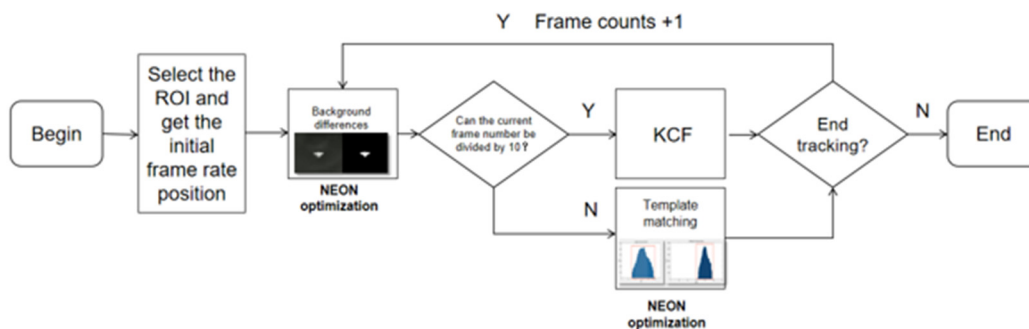 Y Frame counts +1
Begin
Select the
ROI and
get the
initial
frame rate
position
Background
differences
NEON
optimization
Can the current
frame number be
divided by 10?
Y
KCF
N
Template
matching
NEON
optimization
End
tracking?
N
End